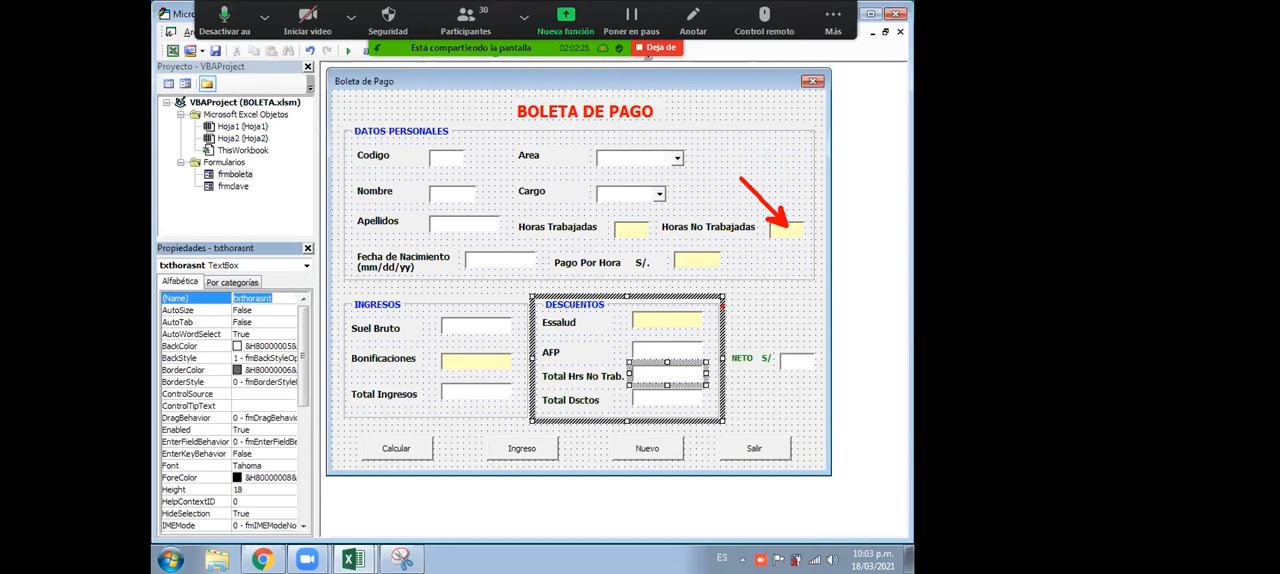 Micro
30
Desactivar au
Iniciar video
Seguridad
Participantes
Nueva función
Poner en paus
Anotar
Control remoto
Más
Está compartiendo la pantalla
02:02:28
Deja de
Proyecto - VBAProject
VBAProject (BOLETA.xlsm)
Microsoft Excel Objetos
Hoja1 (Hoja1)
Hoja2 (Hoja2)
ThisWorkbook
Formularios
frmboleta
frmclave
Propiedades - txthorasnt
txthorasnt TextBox
Alfabética
Por categorías
(Name) txthorasnt
AutoSize False
AutoTab False
AutoWordSelect True
BackColor &H80000005&
BackStyle 1 - fmBackStyleOp
BorderColor &H80000006&
BorderStyle 0 - fmBorderStyle
ControlSource
ControlTipText
DragBehavior 0 - fmDragBehav
Enabled True
EnterFieldBehavior 0 - fmEnterFieldBe
EnterKeyBehavior False
Font Tahoma
ForeColor &H80000008&
Height 18
HelpContextID 0
HideSelection True
IMEMode 0 - fmIMEModeNo
Boleta de Pago
BOLETA DE PAGO
DATOS PERSONALES
Codigo
Area
Nombre
Cargo
Apellidos
Horas Trabajadas
Horas No Trabajadas
Fecha de Nacimiento
(mm/dd/yy)
Pago Por Hora S/.
INGRESOS
Suel Bruto
Bonificaciones
Total Ingresos
DESCUENTOS
Essalud
AFP
Total Hrs No Trab.
Total Dsctos
NETO S/
Calcular
Ingreso
Nuevo
Salir
ES
10:03 p.m.
18/03/2021